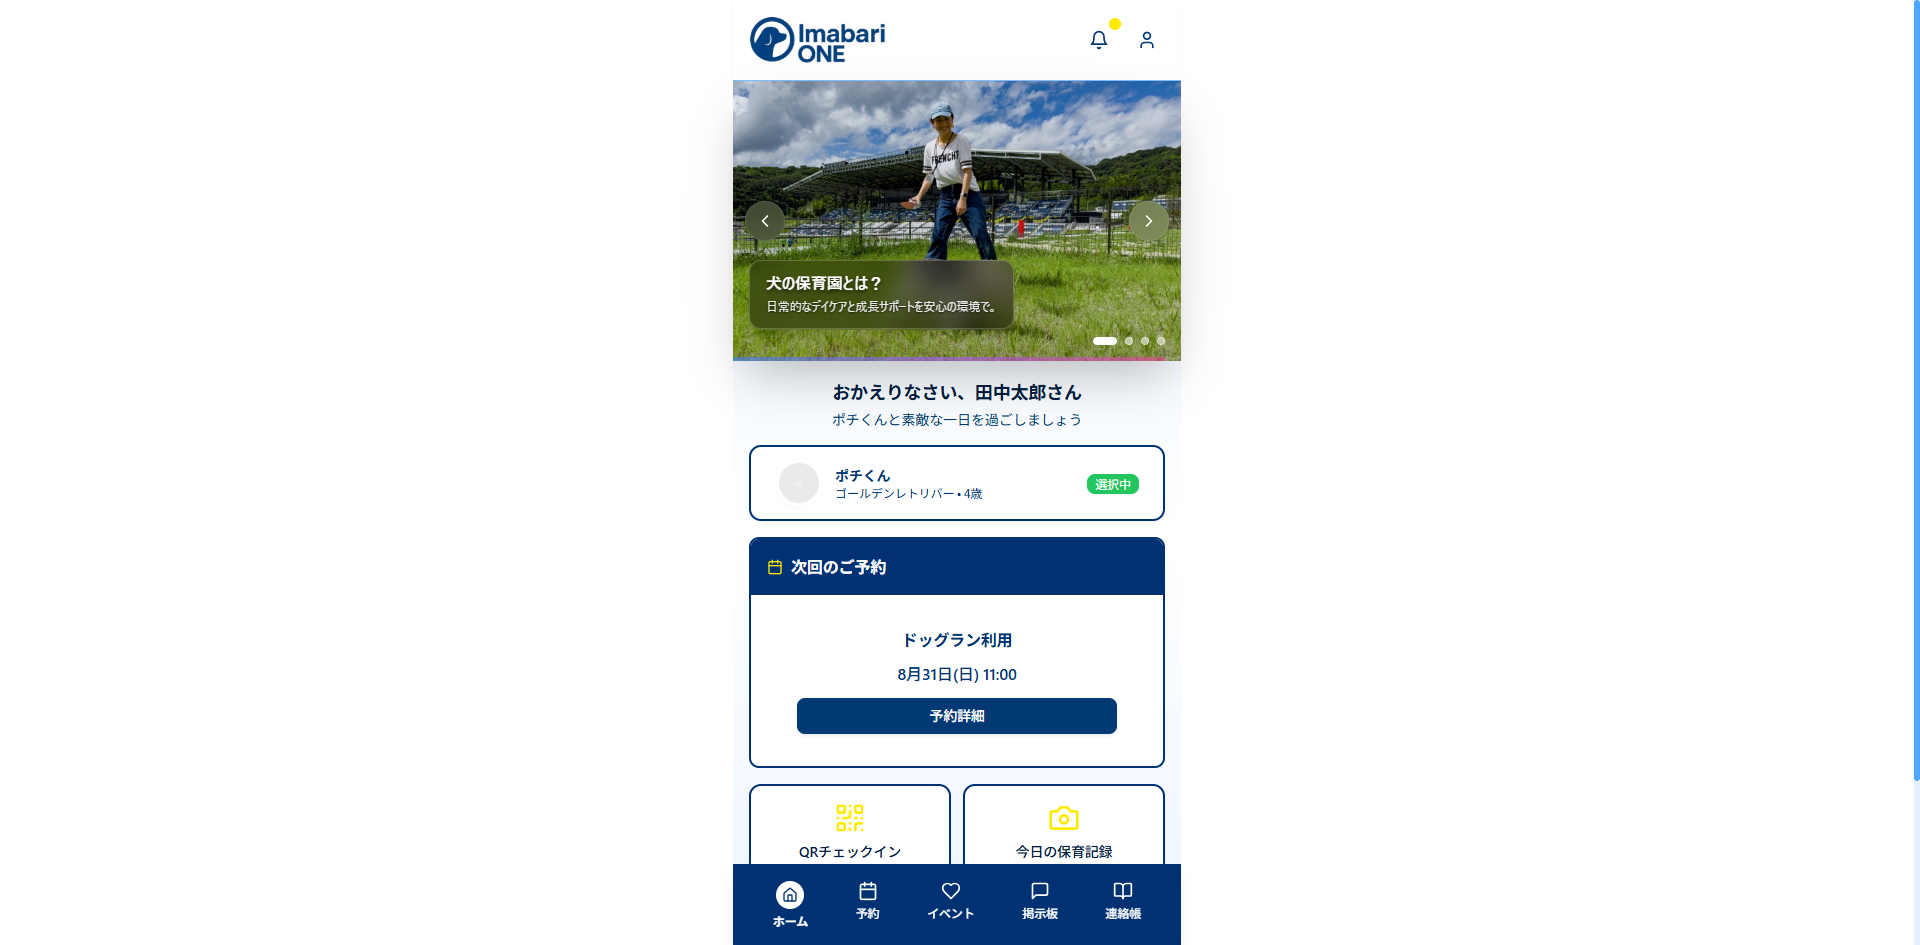 Imabari
ONE
FRENCH7
犬の保育園とは？
日常的なデイケアと成長サポートを安心の環境で。
おかえりなさい、田中太郎さん
ポチくんと素敵な一日を過ごしましょう
ポチくん
ゴールデンレトリバー • 4歳
選択中
次回のご予約
ドッグラン利用
8月31日(日) 11:00
予約詳細
QRチェックイン
今日の保育記録
ホーム
予約
イベント
掲示板
連絡帳